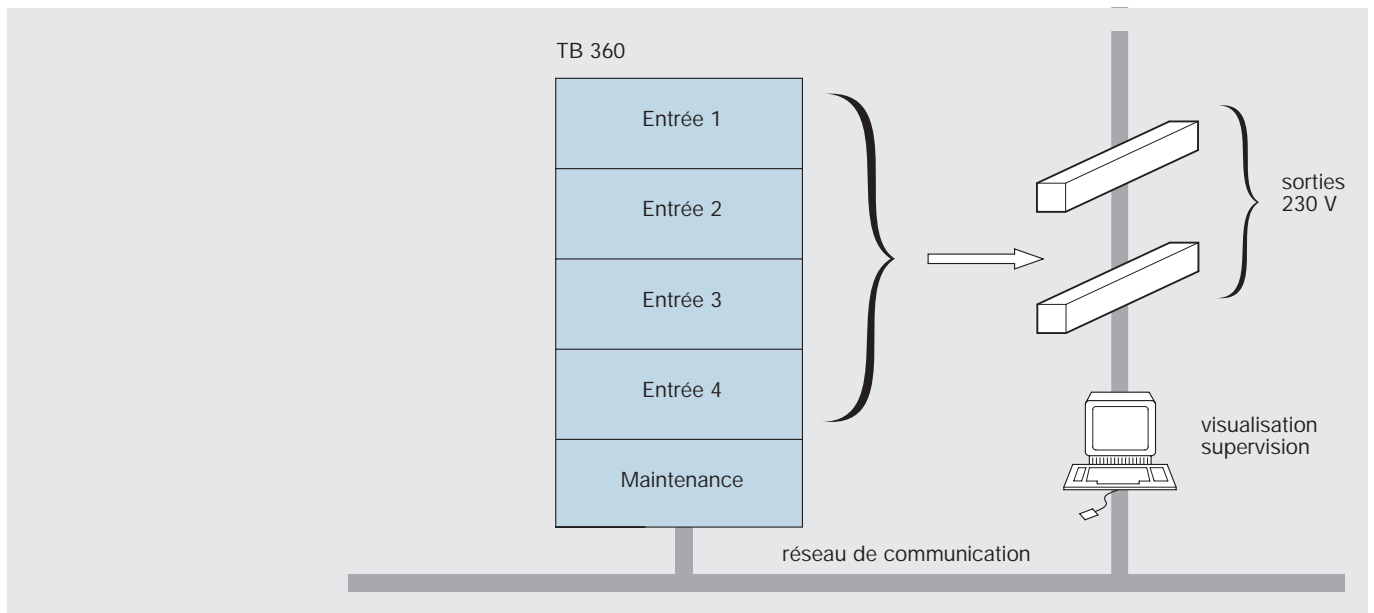 TB 360
Entrée 1
Entrée 2
Entrée 3
Entrée 4
Maintenance
sorties
230 V
visualisation
supervision
réseau de communication